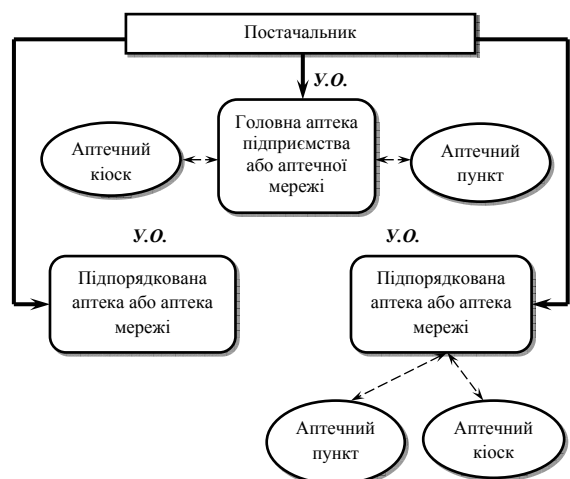 Постачальник
У.О.
Головна аптека
підприємства
або аптечної
мережі
Аптечний
кіоск
Аптечний
пункт
У.О.
У.О.
Підпорядкована
аптека або аптека
мережі
Підпорядкована
аптека або аптека
мережі
Аптечний
пункт
Аптечний
кіоск